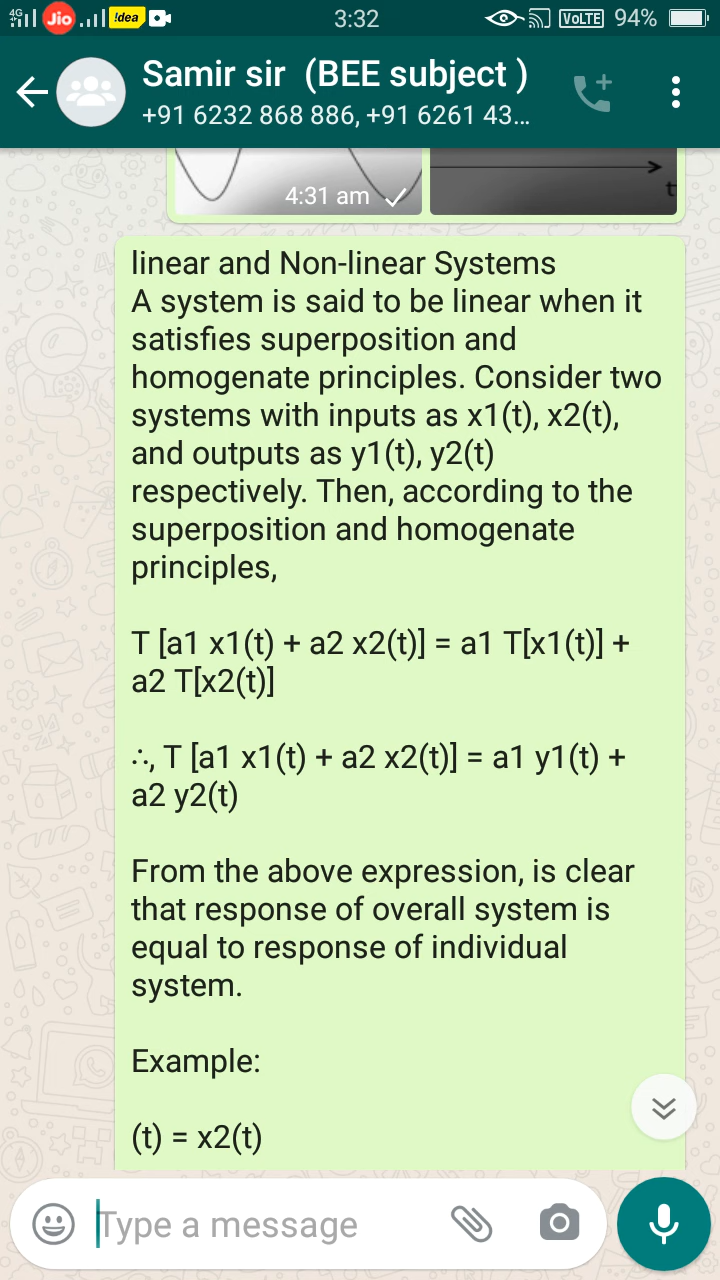 4G
Jio
!dea
3:32
VoLTE 94%
Samir sir (BEE subject )
+91 6232 868 886, +91 6261 43...
4:31 am
t
linear and Non-linear Systems
A system is said to be linear when it
satisfies superposition and
homogenate principles. Consider two
systems with inputs as x1(t), x2(t),
and outputs as y1(t), y2(t)
respectively. Then, according to the
superposition and homogenate
principles,
T [a1 x1(t) + a2 x2(t)] = a1 T[x1(t)] +
a2 T[x2(t)]
∴, T [a1 x1(t) + a2 x2(t)] = a1 y1(t) +
a2 y2(t)
From the above expression, is clear
that response of overall system is
equal to response of individual
system.
Example:
(t) = x2(t)
Type a message